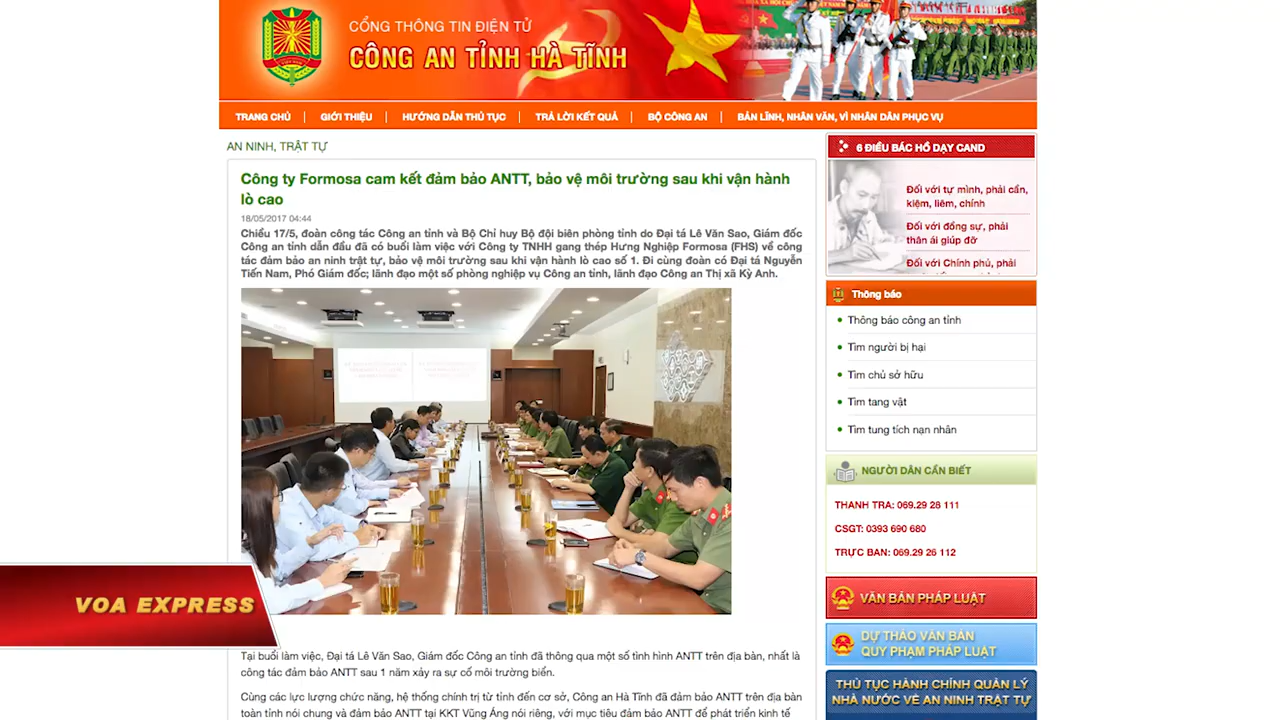 CỔNG THÔNG TIN ĐIỆN TỬ
CÔNG AN TỈNH HÀ TĨNH
TRANG CHỦ
GIỚI THIỆU
HƯỚNG DẪN THỦ TỤC
TRẢ LỜI KẾT QUẢ
BỘ CÔNG AN
BẢN LĨNH, NHÂN VĂN, VÌ NHÂN DÂN PHỤC VỤ
AN NINH, TRẬT TỰ
Công ty Formosa cam kết đảm bảo ANTT, bảo vệ môi trường sau khi vận hành
lò cao
18/05/2017 04:44
Chiều 17/5, đoàn công tác Công an tỉnh và Bộ Chỉ huy Bộ đội biên phòng tỉnh do Đại tá Lê Văn Sao, Giám đốc
Công an tỉnh dẫn đầu đã có buổi làm việc với Công ty TNHH gang thép Hưng Nghiệp Formosa (FHS) về công
tác đảm bảo an ninh trật tự, bảo vệ môi trường sau khi vận hành lò cao số 1. Đi cùng đoàn có Đại tá Nguyễn
Tiến Nam, Phó Giám đốc; lãnh đạo một số phòng nghiệp vụ Công an tỉnh, lãnh đạo Công an Thị xã Kỳ Anh.
Tại buổi làm việc, Đại tá Lê Văn Sao, Giám đốc Công an tỉnh đã thông qua một số tình hình ANTT trên địa bàn, nhất là
công tác đảm bảo ANTT sau 1 năm xảy ra sự cố môi trường biển.
Cùng các lực lượng chức năng, hệ thống chính trị từ tỉnh đến cơ sở, Công an Hà Tĩnh đã đảm bảo ANTT trên địa bàn
toàn tỉnh nói chung và đảm bảo ANTT tại KKT Vũng Áng nói riêng, với mục tiêu đảm bảo ANTT để phát triển kinh tế
6 ĐIỀU BÁC HỒ DẠY CAND
Đối với tự mình, phải cần,
kiệm, liêm, chính
Đối với đồng sự, phải
thân ái giúp đỡ
Đối với Chính phủ, phải
Thông báo
Thông báo công an tỉnh
Tìm người bị hại
Tìm chủ sở hữu
Tìm tang vật
Tìm tung tích nạn nhân
NGƯỜI DÂN CẦN BIẾT
THANH TRA: 069.29 28 111
CSGT: 0393 690 680
TRỰC BAN: 069.29 26 112
VĂN BẢN PHÁP LUẬT
DỰ THẢO VĂN BẢN
QUY PHẠM PHÁP LUẬT
THỦ TỤC HÀNH CHÍNH QUẢN LÝ
NHÀ NƯỚC VỀ AN NINH TRẬT TỰ
VOA EXPRESS